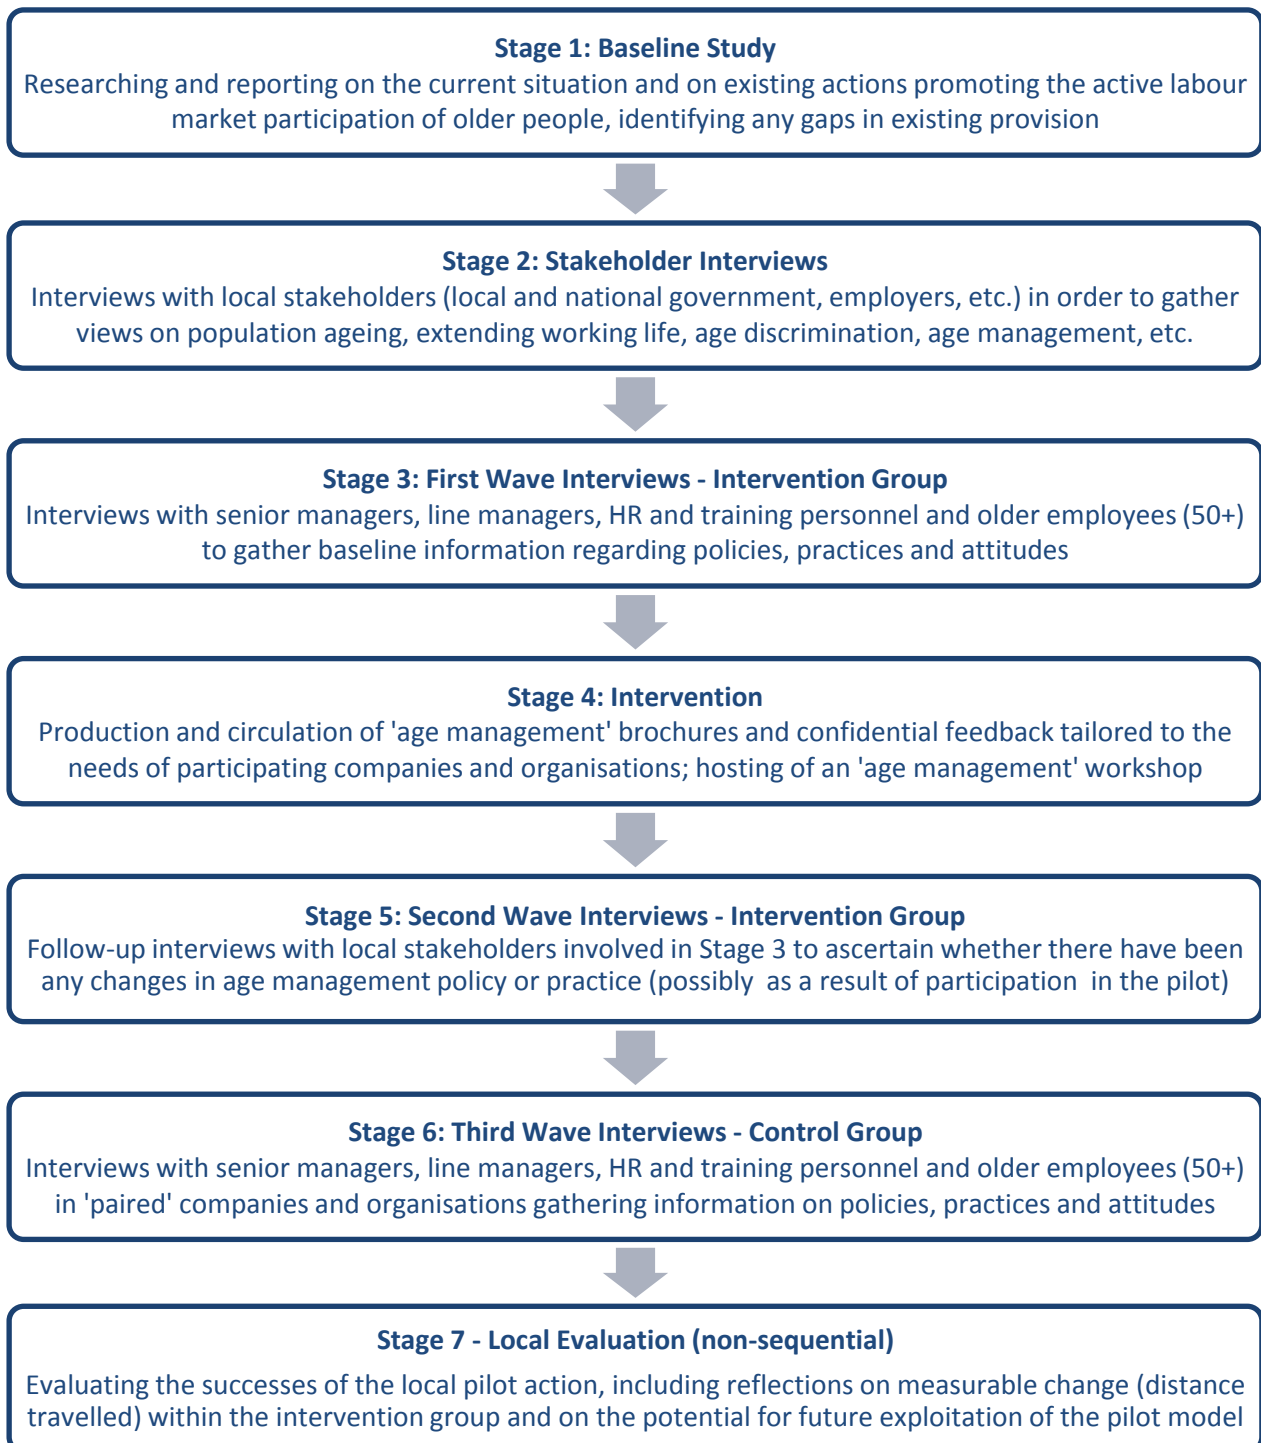 Stage 1: Baseline Study
Researching and reporting on the current situation and on existing actions promoting the active labour
market participation of older people, identifying any gaps in existing provision
Stage 2: Stakeholder Interviews
Interviews with local stakeholders (local and national government, employers, etc.) in order to gather
views on population ageing, extending working life, age discrimination, age management, etc.
Stage 3: First Wave Interviews - Intervention Group
Interviews with senior managers, line managers, HR and training personnel and older employees (50+)
to gather baseline information regarding policies, practices and attitudes
Stage 4: Intervention
Production and circulation of 'age management' brochures and confidential feedback tailored to the
needs of participating companies and organisations; hosting of an 'age management' workshop
Stage 5: Second Wave Interviews - Intervention Group
Follow-up interviews with local stakeholders involved in Stage 3 to ascertain whether there have been
any changes in age management policy or practice (possibly as a result of participation in the pilot)
Stage 6: Third Wave Interviews - Control Group
Interviews with senior managers, line managers, HR and training personnel and older employees (50+)
in 'paired' companies and organisations gathering information on policies, practices and attitudes
Stage 7 - Local Evaluation (non-sequential)
Evaluating the successes of the local pilot action, including reflections on measurable change (distance
travelled) within the intervention group and on the potential for future exploitation of the pilot model